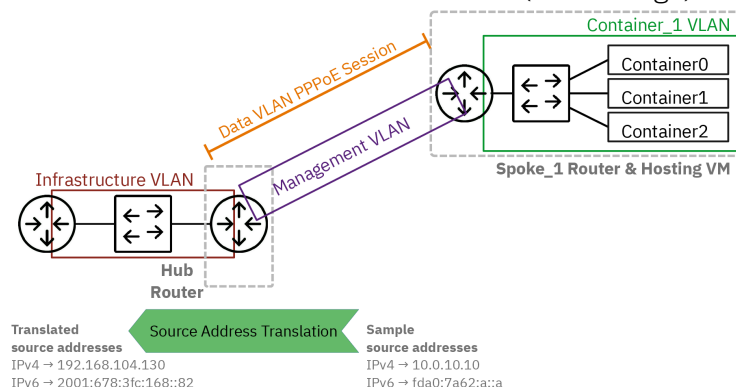 Container_1 VLAN
Data VLAN PPPoE Session
Container0
Container1
Container2
Management VLAN
Spoke_1 Router & Hosting VM
Infrastructure VLAN
Hub
Router
Source Address Translation
Translated
source addresses
IPv4 → 192.168.104.130
IPv6 → 2001:678:3fc:168::82
Sample
source addresses
IPv4 → 10.0.10.10
IPv6 → fda0:7a62:a::a